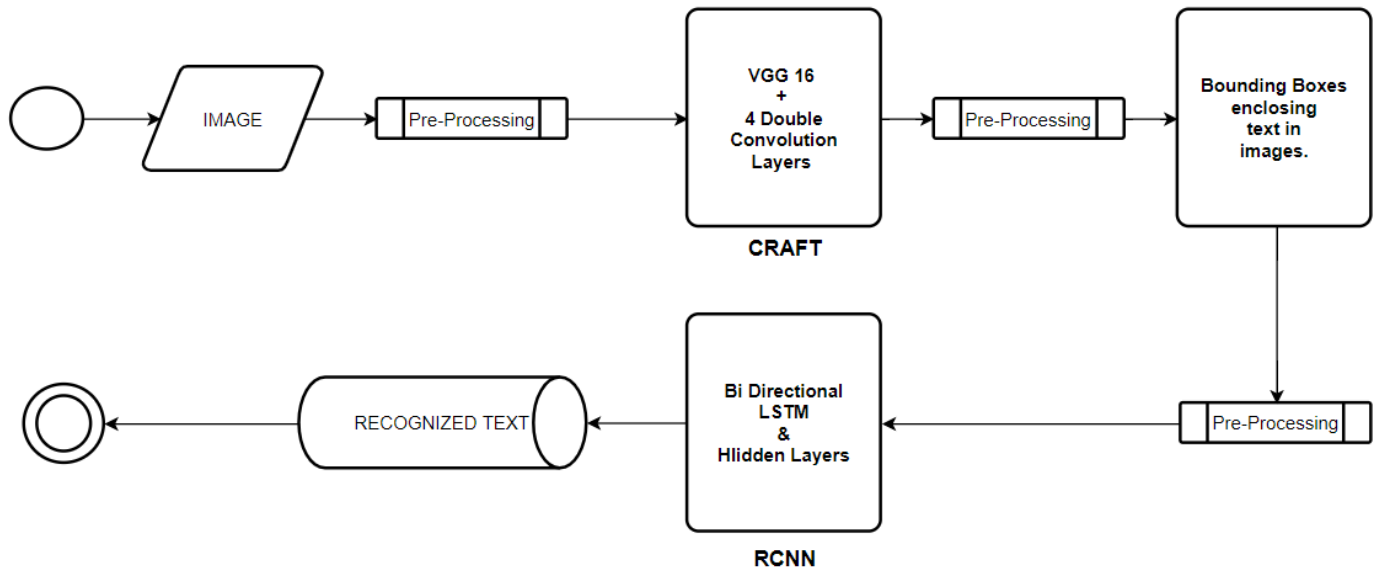 IMAGE
Pre-Processing
VGG 16
+
4 Double
Convolution
Layers
CRAFT
Pre-Processing
Bounding Boxes
enclosing
text in
images.
Pre-Processing
Bi Directional
LSTM
&
Hlidden Layers
RCNN
RECOGNIZED TEXT